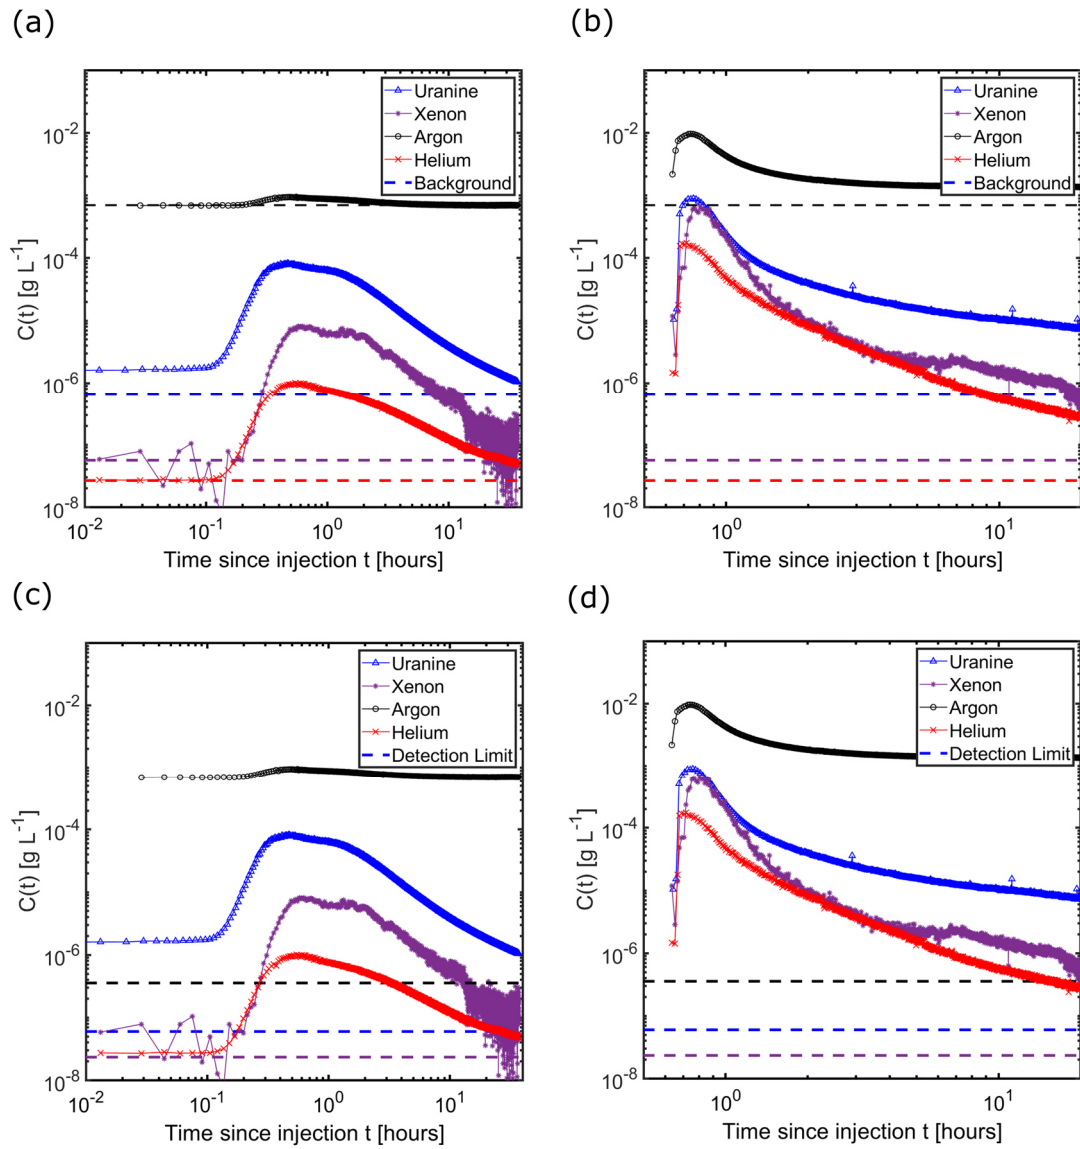 (a)
(b)
Uranine
Xenon
Argon
Helium
Background
Uranine
Xenon
Argon
Helium
Background
10^-2
10^-4
10^-6
10^-8
C(t) [g L^-1]
10^-2
10^-1
10^0
10^1
Time since injection t [hours]
10^-2
10^-4
10^-6
10^-8
C(t) [g L^-1]
10^0
10^1
Time since injection t [hours]
(c)
(d)
Uranine
Xenon
Argon
Helium
Detection Limit
Uranine
Xenon
Argon
Helium
Detection Limit
10^-2
10^-4
10^-6
10^-8
C(t) [g L^-1]
10^-2
10^-1
10^0
10^1
Time since injection t [hours]
10^-2
10^-4
10^-6
10^-8
C(t) [g L^-1]
10^0
10^1
Time since injection t [hours]